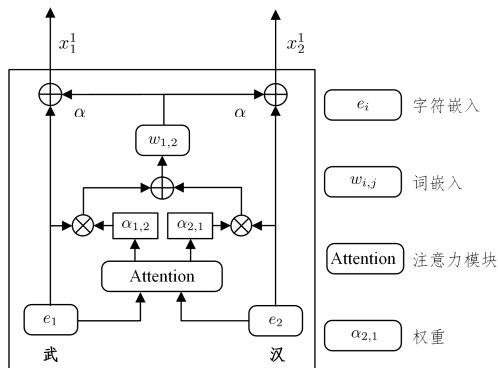 x_1^1 x_2^1
α α
w_{1,2}
α_{1,2} α_{2,1}
Attention
e_1 e_2
武 汉
e_i 字符嵌入
w_{i,j} 词嵌入
Attention 注意力模块
α_{2,1} 权重